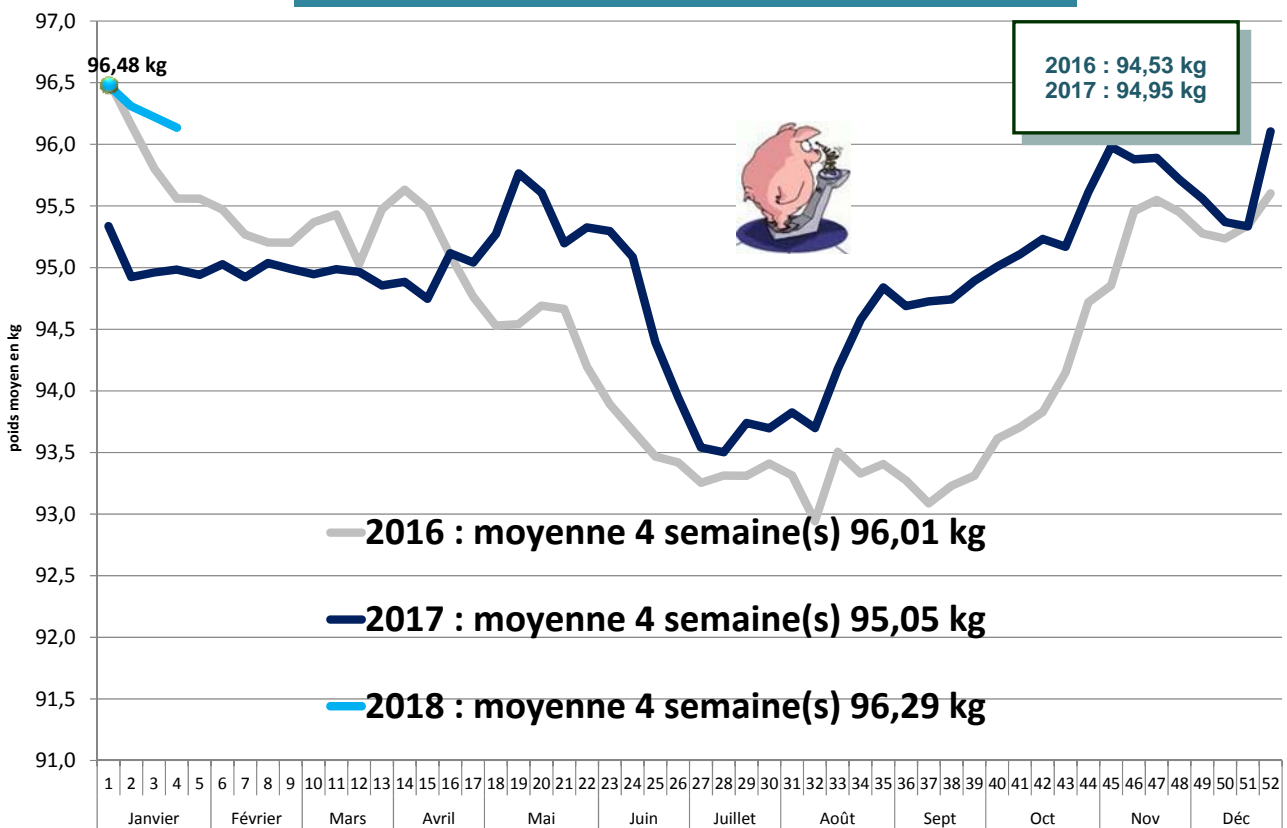 97,0
96,5
96,0
95,5
95,0
94,5
94,0
93,5
93,0
92,5
92,0
91,5
91,0
poids moyen en kg
96,48 kg
2016 : 94,53 kg
2017 : 94,95 kg
2016 : moyenne 4 semaine(s) 96,01 kg
2017 : moyenne 4 semaine(s) 95,05 kg
2018 : moyenne 4 semaine(s) 96,29 kg
1 2 3 4 5 6 7 8 9 10 11 12 13 14 15 16 17 18 19 20 21 22 23 24 25 26 27 28 29 30 31 32 33 34 35 36 37 38 39 40 41 42 43 44 45 46 47 48 49 50 51 52
Janvier Février Mars Avril Mai Juin Juillet Août Sept Oct Nov Déc